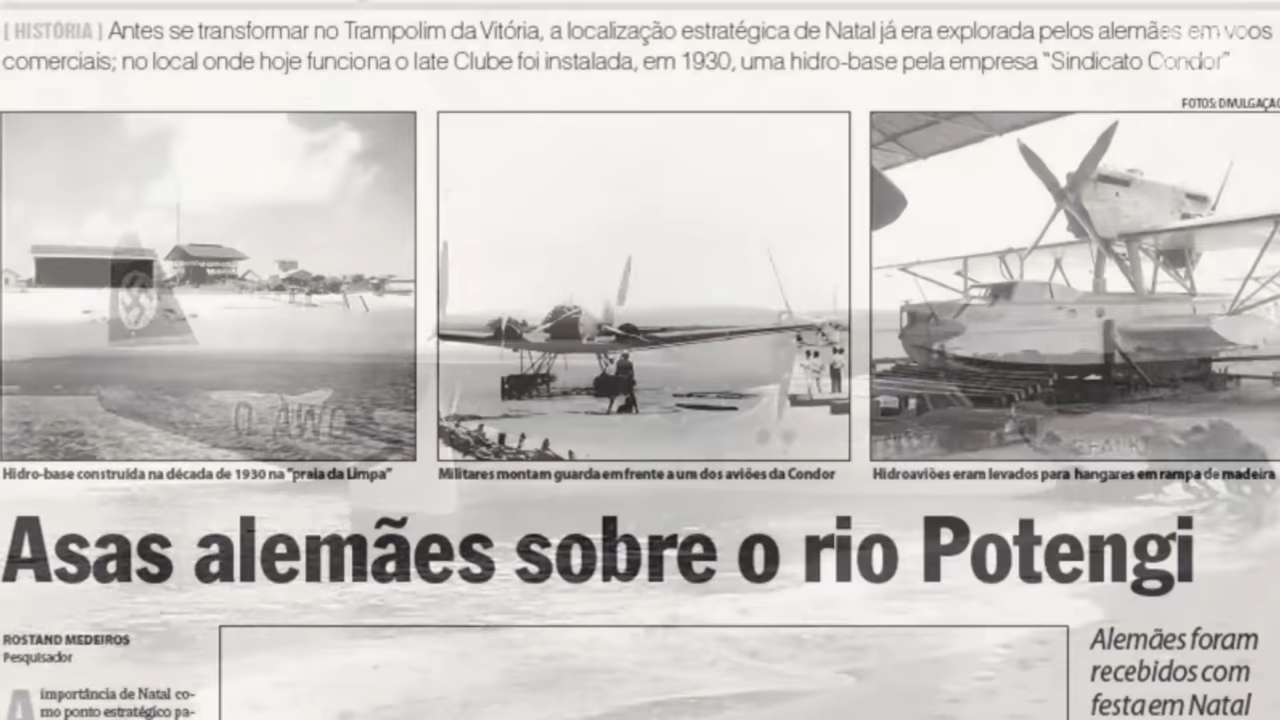 [ HISTÓRIA ] Antes se transformar no Trampolim da Vitória, a localização estratégica de Natal já era explorada pelos alemães em voos
comerciais; no local onde hoje funciona o Iate Clube foi instalada, em 1930, uma hidro-base pela empresa “Sindicato Condor”
FOTOS: DIVULGAÇÃO
Hidro-base construída na década de 1930 na “praia da Limpa”
Militares montam guarda em frente a um dos aviões da Condor
Hidroaviões eram levados para hangares em rampa de madeira
Asas alemães sobre o rio Potengi
ROSTAND MEDEIROS
Pesquisador
A importância de Natal co-
mo ponto estratégico pa-
Alemães foram
recebidos com
festa em Natal